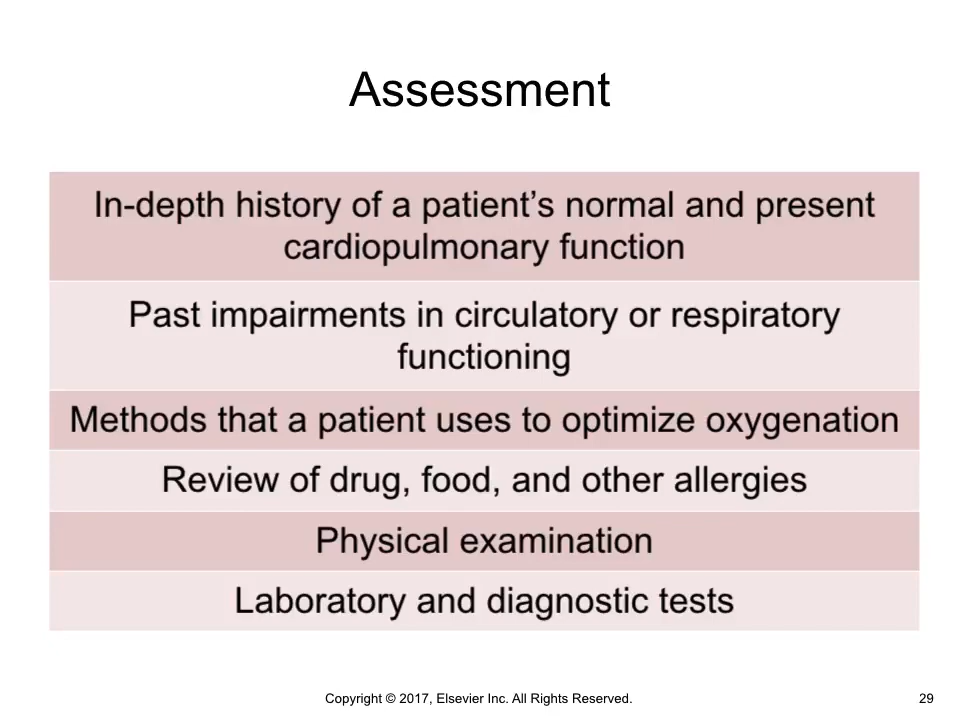 Assessment
In-depth history of a patient’s normal and present
cardiopulmonary function
Past impairments in circulatory or respiratory
functioning
Methods that a patient uses to optimize oxygenation
Review of drug, food, and other allergies
Physical examination
Laboratory and diagnostic tests
Copyright © 2017, Elsevier Inc. All Rights Reserved.
29